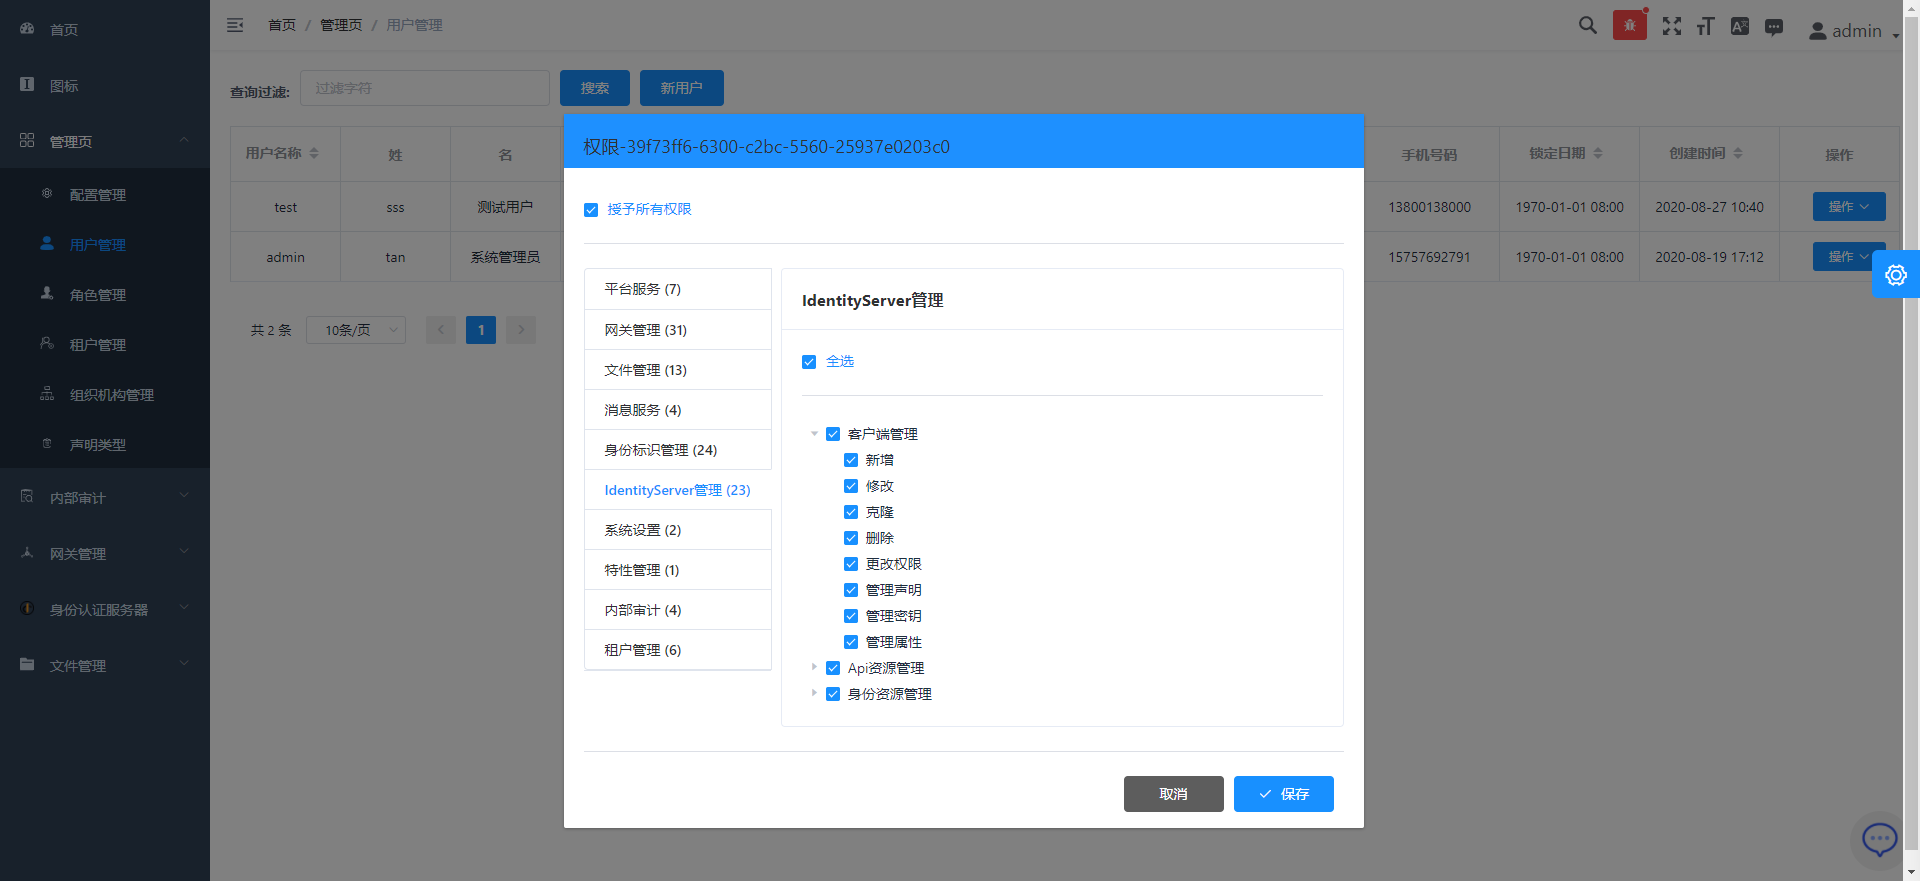 首页
图标
管理页
配置管理
用户管理
角色管理
租户管理
组织机构管理
声明类型
内部审计
网关管理
身份认证服务器
文件管理
首页 / 管理页 / 用户管理
admin
查询过滤: 过滤字符 搜索 新用户
用户名称 姓 名 手机号码 锁定日期 创建时间 操作
test sss 测试用户 13800138000 1970-01-01 08:00 2020-08-27 10:40 操作
admin tan 系统管理员 15757692791 1970-01-01 08:00 2020-08-19 17:12 操作
共 2 条 10条/页 1
权限-39f73ff6-6300-c2bc-5560-25937e0203c0
授予所有权限
平台服务 (7)
网关管理 (31)
文件管理 (13)
消息服务 (4)
身份标识管理 (24)
IdentityServer管理 (23)
系统设置 (2)
特性管理 (1)
内部审计 (4)
租户管理 (6)
IdentityServer管理
全选
客户端管理
新增
修改
克隆
删除
更改权限
管理声明
管理密钥
管理属性
Api资源管理
身份资源管理
取消 保存